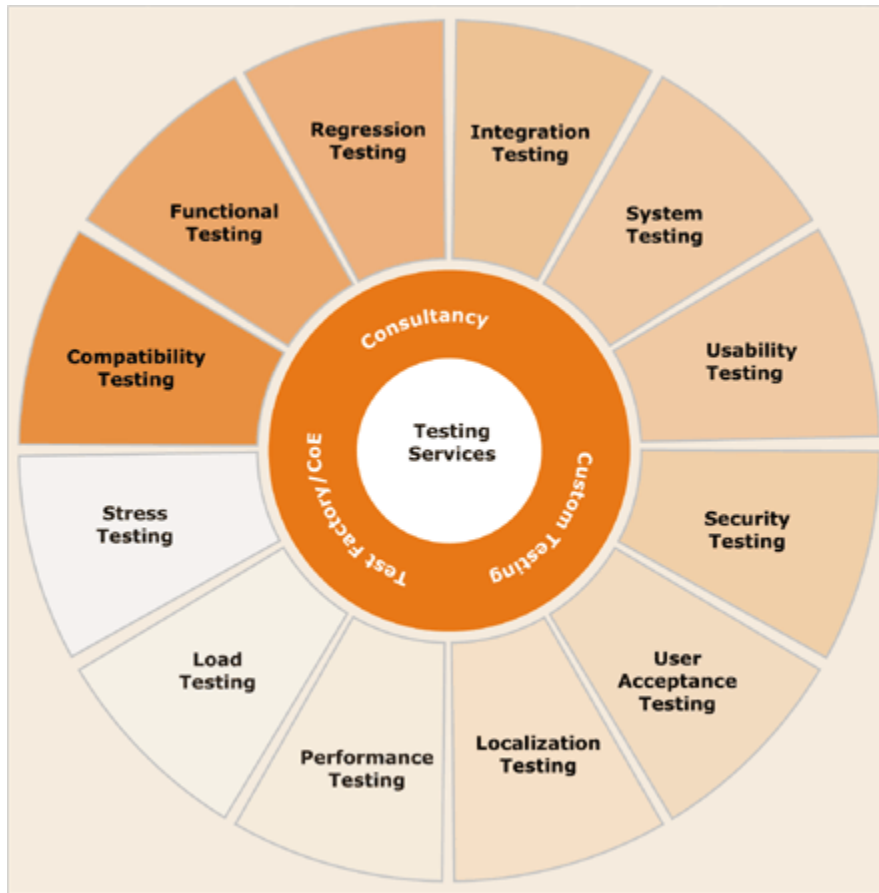 Regression
Testing
Integration
Testing
Functional
Testing
System
Testing
Compatibility
Testing
Usability
Testing
Consultancy
Testing
Services
Test Factory/CoE
Custom Testing
Stress
Testing
Security
Testing
Load
Testing
User
Acceptance
Testing
Performance
Testing
Localization
Testing